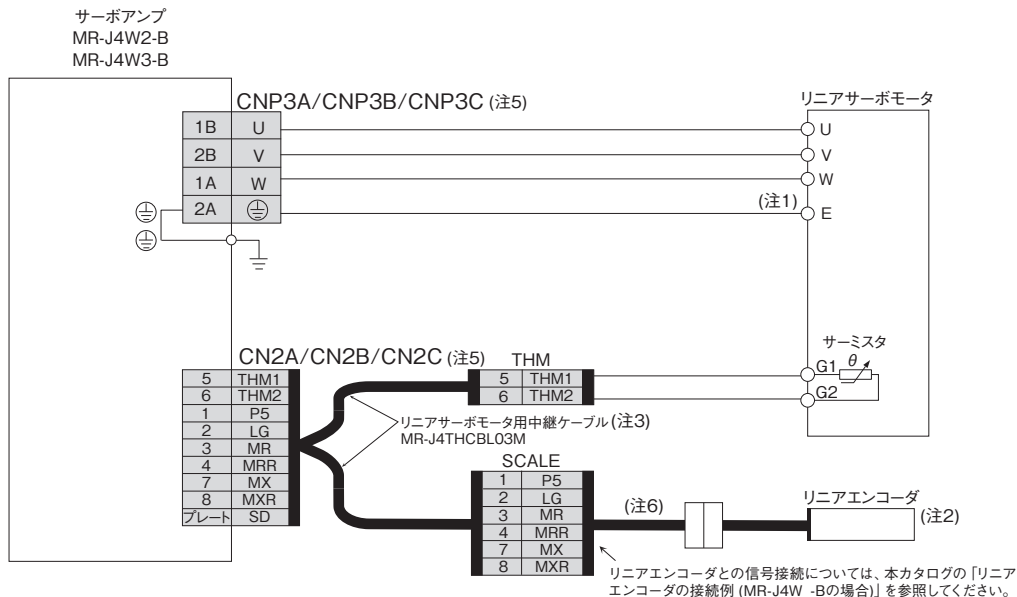 サーボアンプ
MR-J4W2-B
MR-J4W3-B
CNP3A/CNP3B/CNP3C (注5)
リニアサーボモータ
1B U
2B V
1A W
2A
U
V
W
(注1)
E
CN2A/CN2B/CN2C (注5)
5 THM1
6 THM2
1 P5
2 LG
3 MR
4 MRR
7 MX
8 MXR
プレート SD
THM
5 THM1
6 THM2
サーミスタ
G1 θ
G2
リニアサーボモータ用中継ケーブル (注3)
MR-J4THCBL03M
SCALE
1 P5
2 LG
3 MR
4 MRR
7 MX
8 MXR
(注6)
リニアエンコーダ
(注2)
リニアエンコーダとの信号接続については、本カタログの「リニア
エンコーダの接続例 (MR-J4W_-Bの場合)」を参照してください。